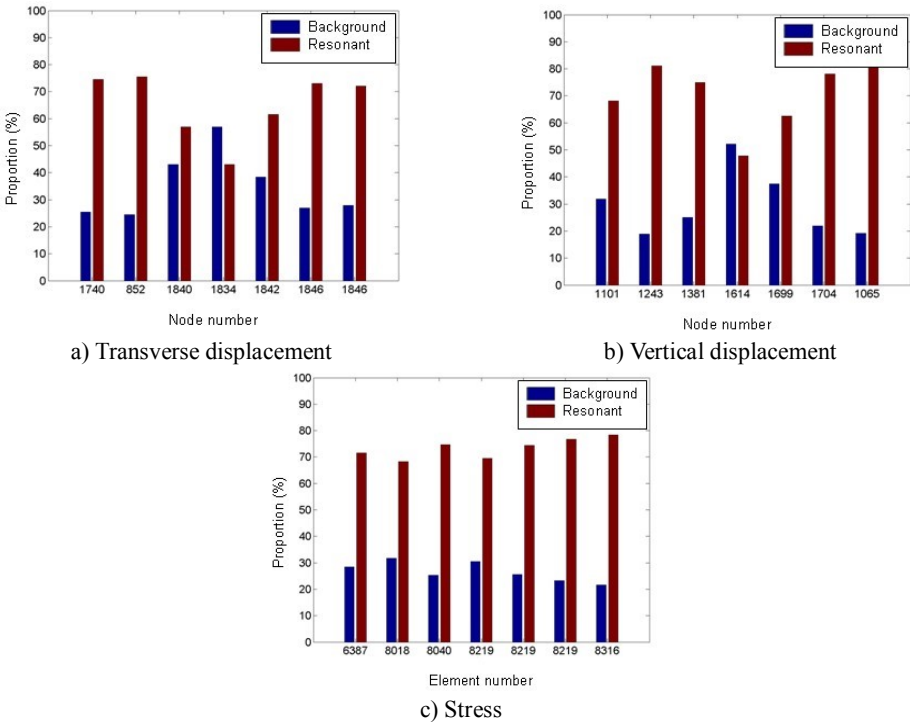 100
90
80
70
60
50
40
30
20
10
0
Proportion (%)
Background
Resonant
1740 852 1840 1834 1842 1846 1846
Node number
a) Transverse displacement
100
90
80
70
60
50
40
30
20
10
0
Proportion (%)
Background
Resonant
1101 1243 1381 1614 1699 1704 1065
Node number
b) Vertical displacement
100
90
80
70
60
50
40
30
20
10
0
Proportion (%)
Background
Resonant
6387 8018 8040 8219 8219 8219 8316
Element number
c) Stress